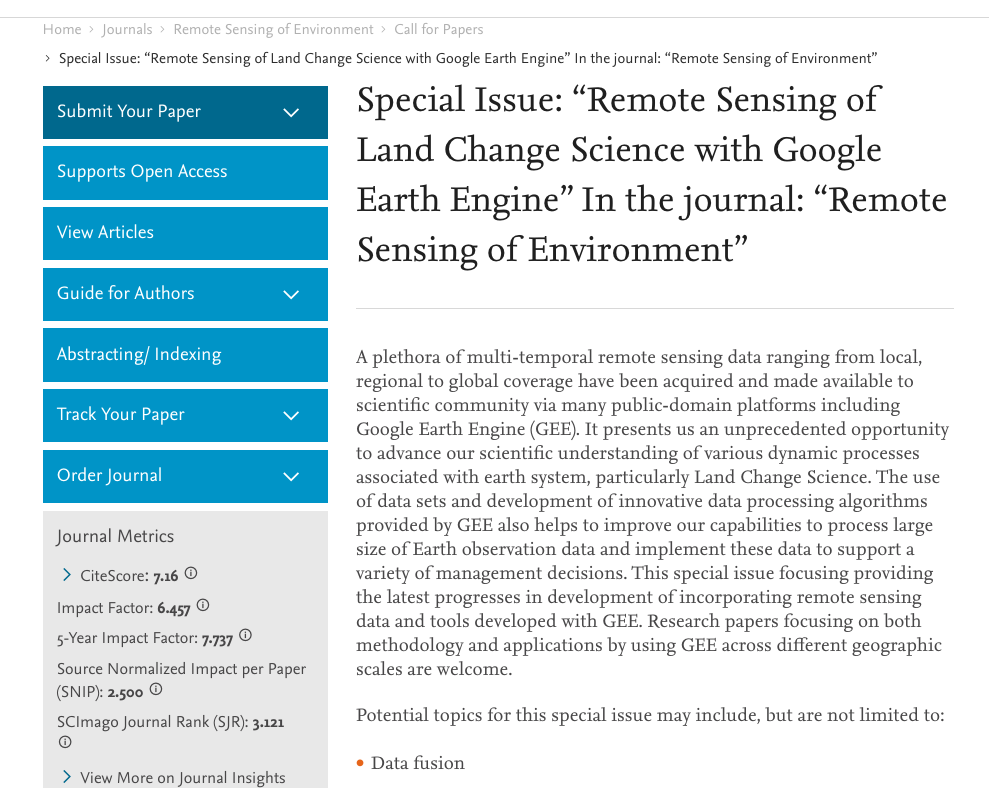 Home > Journals > Remote Sensing of Environment > Call for Papers
> Special Issue: “Remote Sensing of Land Change Science with Google Earth Engine” In the journal: “Remote Sensing of Environment”
Submit Your Paper
Supports Open Access
View Articles
Guide for Authors
Abstracting/ Indexing
Track Your Paper
Order Journal
Journal Metrics
> CiteScore: 7.16
Impact Factor: 6.457
5-Year Impact Factor: 7.737
Source Normalized Impact per Paper
(SNIP): 2.500
SCImago Journal Rank (SJR): 3.121
> View More on Journal Insights
Special Issue: “Remote Sensing of
Land Change Science with Google
Earth Engine” In the journal: “Remote
Sensing of Environment”
A plethora of multi-temporal remote sensing data ranging from local,
regional to global coverage have been acquired and made available to
scientific community via many public-domain platforms including
Google Earth Engine (GEE). It presents us an unprecedented opportunity
to advance our scientific understanding of various dynamic processes
associated with earth system, particularly Land Change Science. The use
of data sets and development of innovative data processing algorithms
provided by GEE also helps to improve our capabilities to process large
size of Earth observation data and implement these data to support a
variety of management decisions. This special issue focusing providing
the latest progresses in development of incorporating remote sensing
data and tools developed with GEE. Research papers focusing on both
methodology and applications by using GEE across different geographic
scales are welcome.
Potential topics for this special issue may include, but are not limited to:
• Data fusion